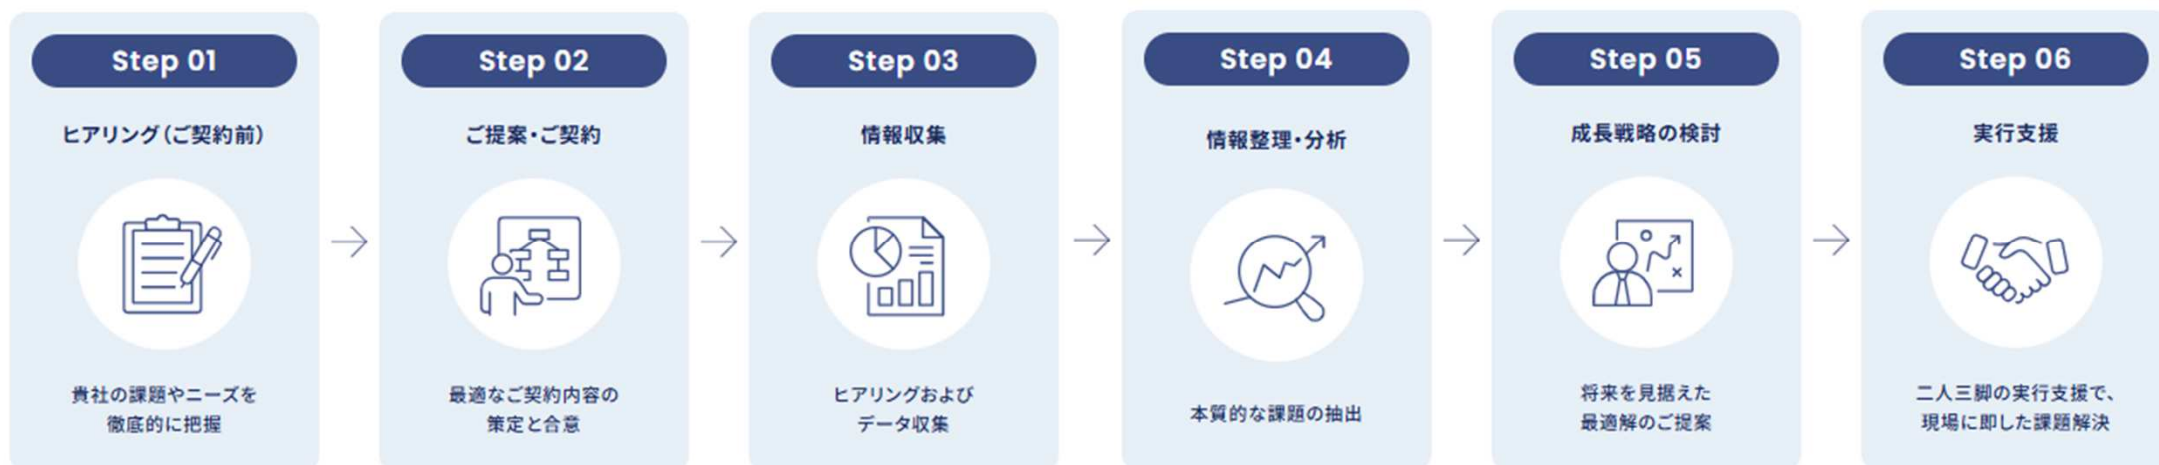 Step 01
ヒアリング(ご契約前)
貴社の課題やニーズを
徹底的に把握
Step 02
ご提案・ご契約
最適なご契約内容の
策定と合意
Step 03
情報収集
ヒアリングおよび
データ収集
Step 04
情報整理・分析
本質的な課題の抽出
Step 05
成長戦略の検討
将来を見据えた
最適解のご提案
Step 06
実行支援
二人三脚の実行支援で、
現場に即した課題解決